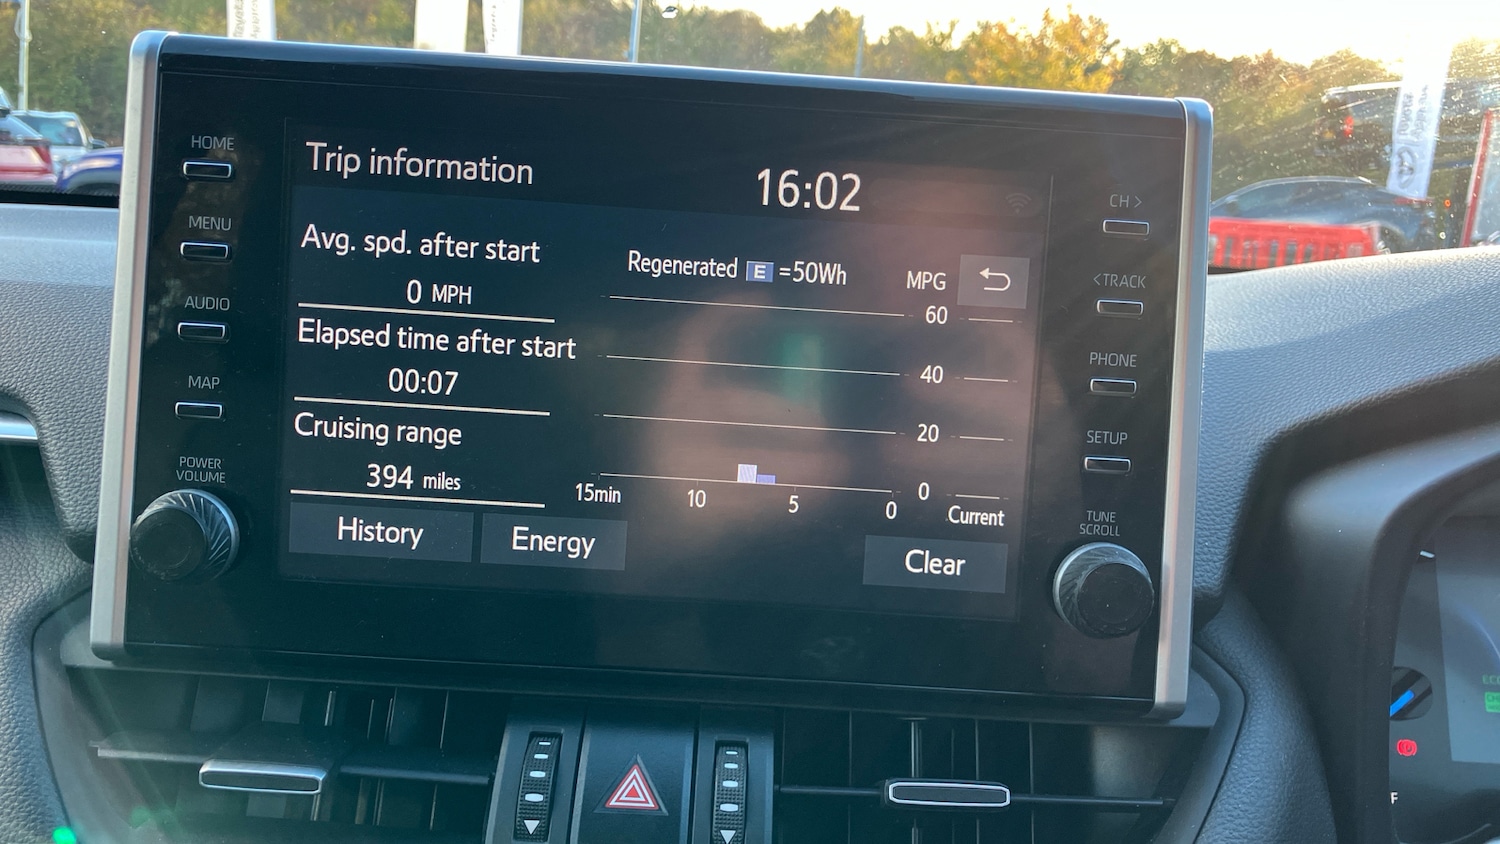 HOME
MENU
AUDIO
MAP
POWER
VOLUME
Trip information
16:02
Avg. spd. after start
0 MPH
Elapsed time after start
00:07
Cruising range
394 miles
Regenerated E =50Wh
MPG
60
40
20
0
15min 10 5 0 Current
History
Energy
Clear
CH >
< TRACK
PHONE
SETUP
TUNE
SCROLL
F